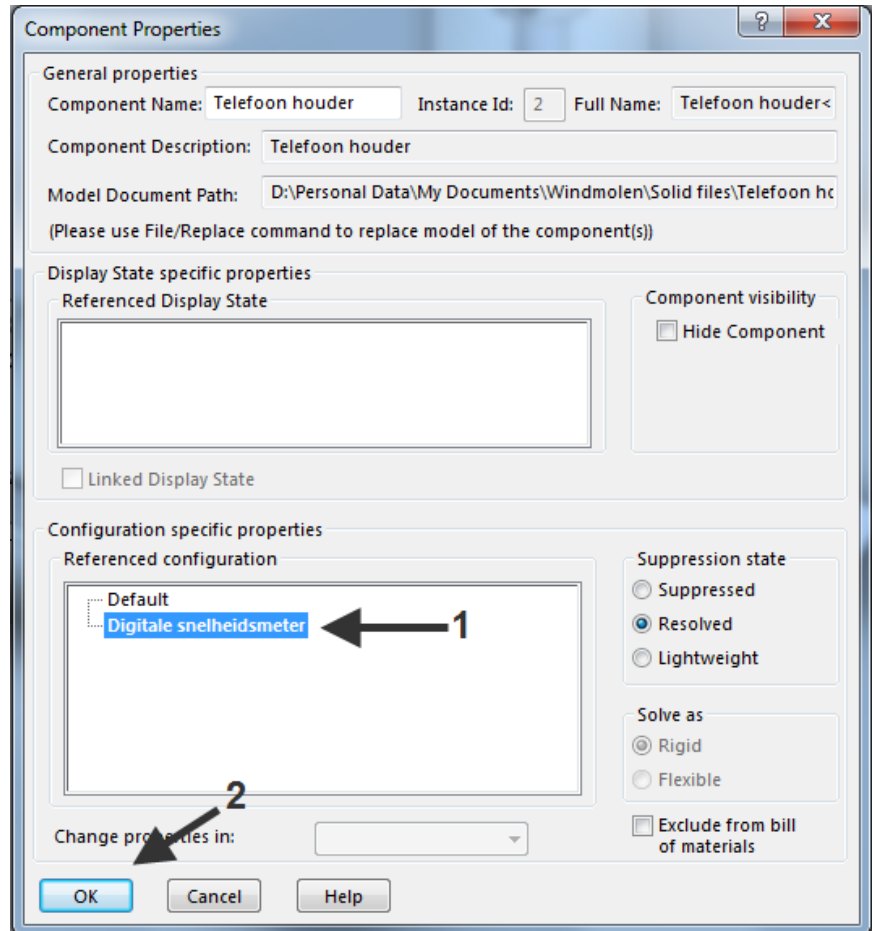 Component Properties
General properties
Component Name: Telefoon houder Instance Id: 2 Full Name: Telefoon houder<
Component Description: Telefoon houder
Model Document Path: D:\Personal Data\My Documents\Windmolen\Solid files\Telefoon hc
(Please use File/Replace command to replace model of the component(s))
Display State specific properties
Referenced Display State
Component visibility
Hide Component
Linked Display State
Configuration specific properties
Referenced configuration
Default
Digitale snelheidsmeter
1
Suppression state
Suppressed
Resolved
Lightweight
Solve as
Rigid
Flexible
2
Change properties in:
Exclude from bill
of materials
OK Cancel Help